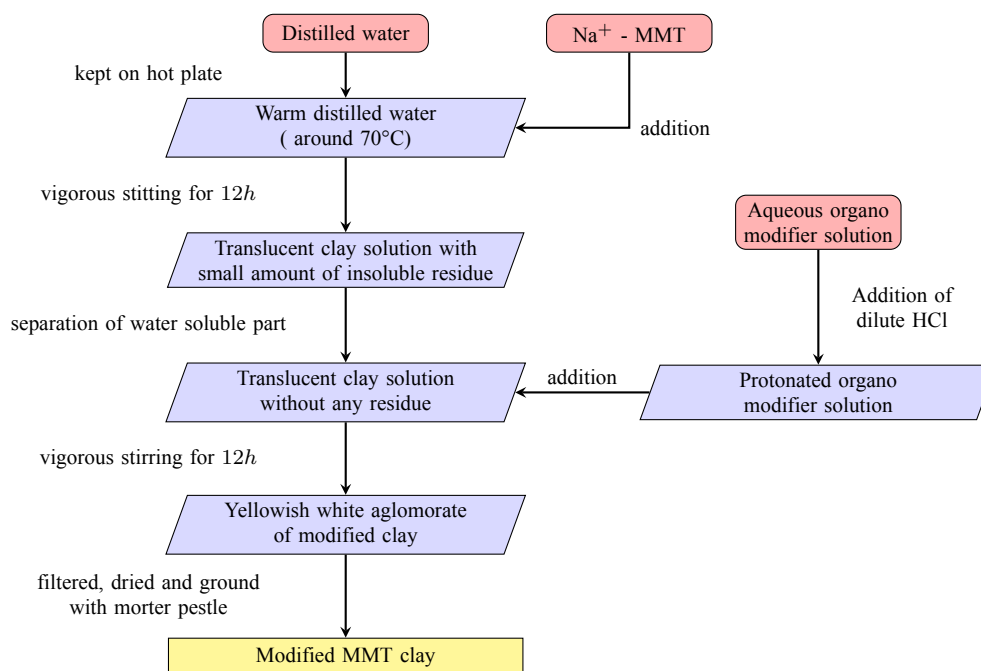 Distilled water
Na⁺ - MMT
kept on hot plate
Warm distilled water
( around 70°C)
addition
vigorous stitting for 12h
Aqueous organo
modifier solution
Translucent clay solution with
small amount of insoluble residue
Addition of
dilute HCl
separation of water soluble part
Translucent clay solution
without any residue
addition
Protonated organo
modifier solution
vigorous stirring for 12h
Yellowish white aglomorate
of modified clay
filtered, dried and ground
with morter pestle
Modified MMT clay